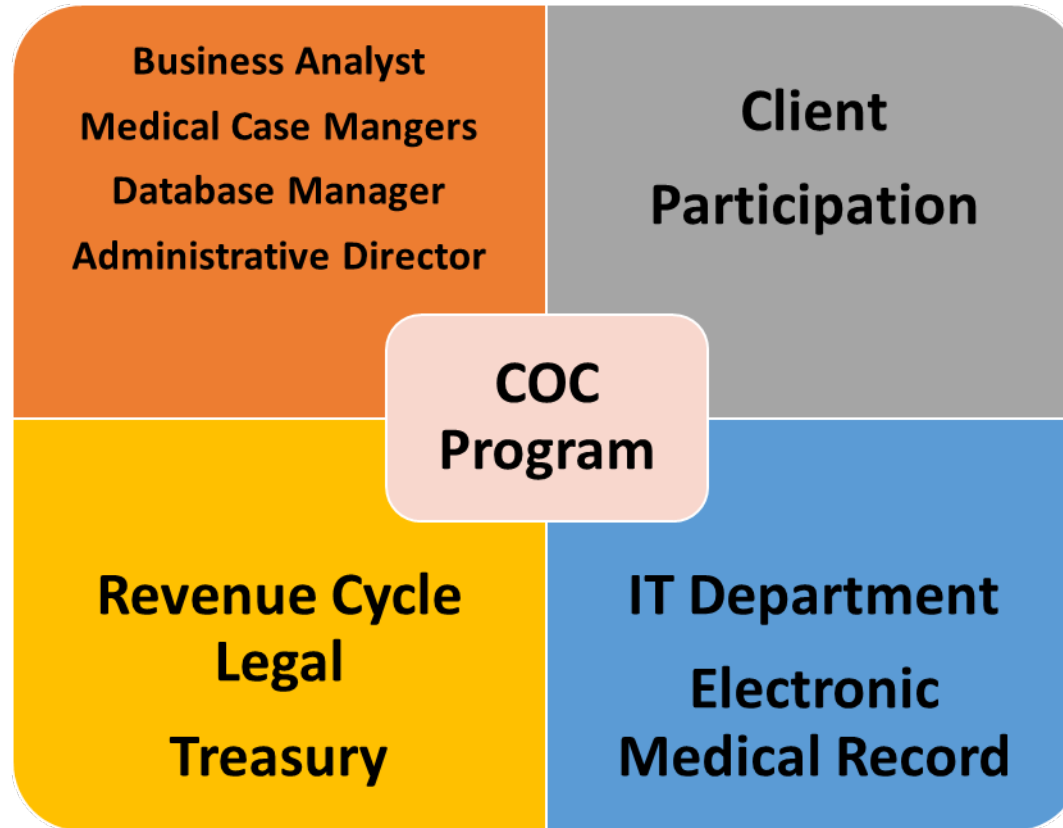 Business Analyst
Medical Case Mangers
Database Manager
Administrative Director
Client
Participation
COC
Program
Revenue Cycle
Legal
Treasury
IT Department
Electronic
Medical Record